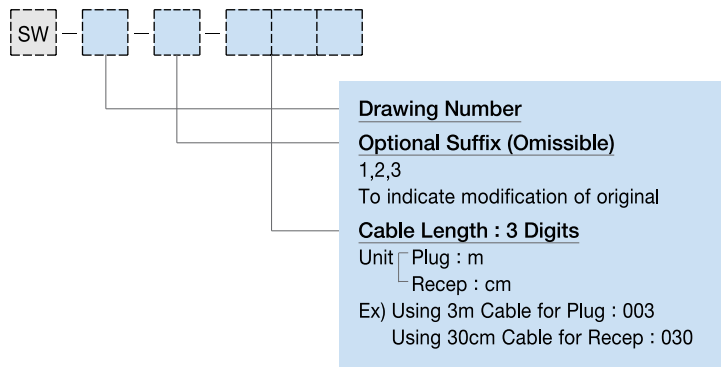 SW
Drawing Number
Optional Suffix (Omissible)
1,2,3
To indicate modification of original
Cable Length : 3 Digits
Unit Plug : m
Recep : cm
Ex) Using 3m Cable for Plug : 003
Using 30cm Cable for Recep : 030